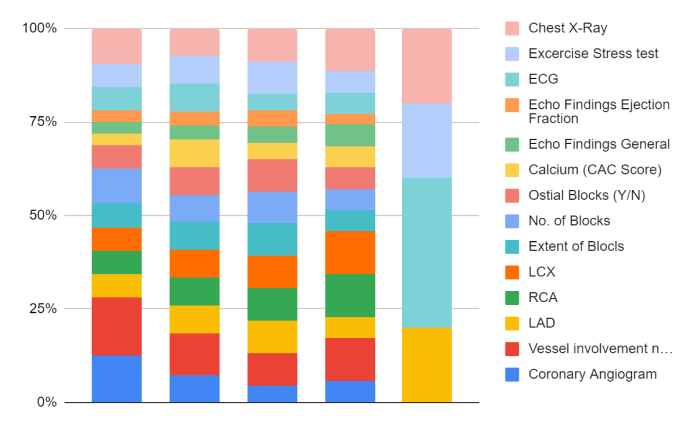 100%
75%
50%
25%
0%
Chest X-Ray
Excercise Stress test
ECG
Echo Findings Ejection
Fraction
Echo Findings General
Calcium (CAC Score)
Ostial Blocks (Y/N)
No. of Blocks
Extent of Blocls
LCX
RCA
LAD
Vessel involvement n…
Coronary Angiogram